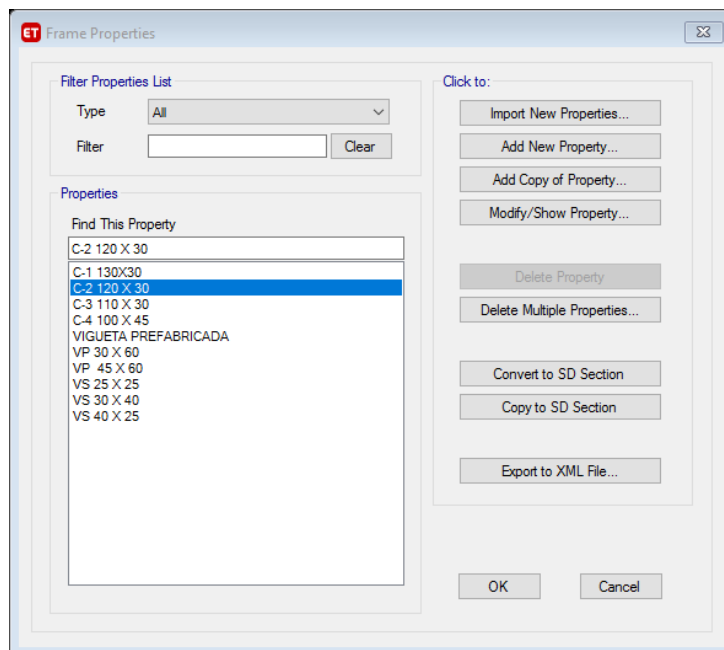 ET Frame Properties
Filter Properties List
Type All
Filter Clear
Properties
Find This Property
C-2 120 X 30
C-1 130X30
C-2 120 X 30
C-3 110 X 30
C-4 100 X 45
VIGUETA PREFABRICADA
VP 30 X 60
VP  45 X 60
VS 25 X 25
VS 30 X 40
VS 40 X 25
Click to:
Import New Properties...
Add New Property...
Add Copy of Property...
Modify/Show Property...
Delete Property
Delete Multiple Properties...
Convert to SD Section
Copy to SD Section
Export to XML File...
OK Cancel